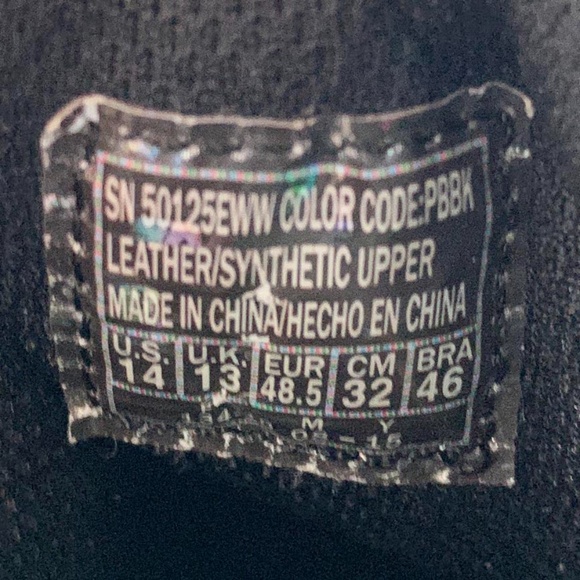 SN 50125EWW COLOR CODE:PBBK
LEATHER/SYNTHETIC UPPER
MADE IN CHINA/HECHO EN CHINA
U.S. U.K. EUR CM BRA
14 13 48.5 32 46
M Y